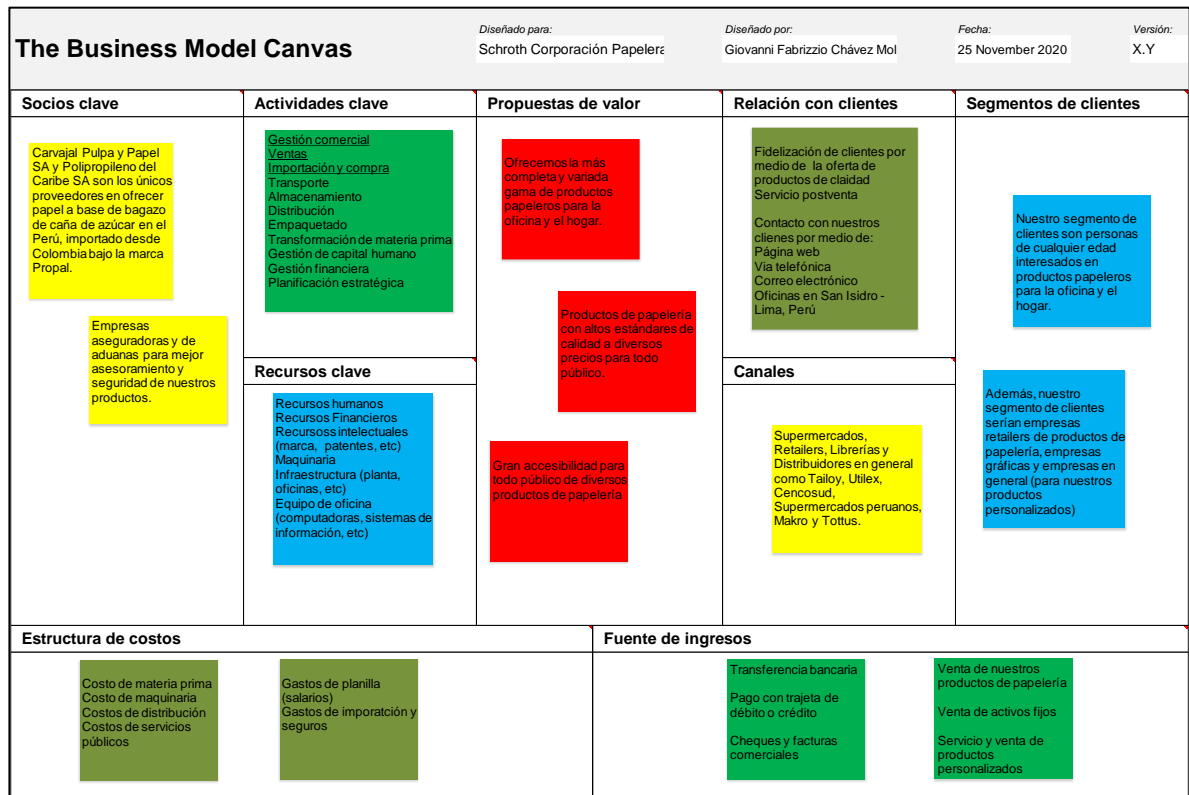 The Business Model Canvas
Diseñado para:
Schroth Corporación Papelera
Diseñado por:
Giovanni Fabrizzio Chávez Mol
Fecha:
25 November 2020
Versión:
X.Y
Socios clave
Carvajal Pulpa y Papel
SA y Polipropileno del
Caribe SA son los únicos
proveedores en ofrecer
papel a base de bagazo
de caña de azúcar en el
Perú, importado desde
Colombia bajo la marca
Propal.
Empresas
aseguradoras y de
aduanas para mejor
asesoramiento y
seguridad de nuestros
productos.
Actividades clave
Gestión comercial
Ventas
Importación y compra
Transporte
Almacenamiento
Distribución
Empaquetado
Transformación de materia prima
Gestión de capital humano
Gestión financiera
Planificación estratégica
Recursos clave
Recursos humanos
Recursos Financieros
Recursoss intelectuales
(marca, patentes, etc)
Maquinaria
Infraestructura (planta,
oficinas, etc)
Equipo de oficina
(computadoras, sistemas de
información, etc)
Propuestas de valor
Ofrecemos la más
completa y variada
gama de productos
papeleros para la
oficina y el hogar.
Productos de papelería
con altos estándares de
calidad a diversos
precios para todo
público.
Gran accesibilidad para
todo público de diversos
productos de papelería
Relación con clientes
Fidelización de clientes por
medio de la oferta de
productos de claidad
Servicio postventa
Contacto con nuestros
clienes por medio de:
Página web
Via telefónica
Correo electrónico
Oficinas en San Isidro -
Lima, Perú
Canales
Supermercados,
Retailers, Librerías y
Distribuidores en general
como Tailoy, Utilex,
Cencosud,
Supermercados peruanos,
Makro y Tottus.
Segmentos de clientes
Nuestro segmento de
clientes son personas
de cualquier edad
interesados en
productos papeleros
para la oficina y el
hogar.
Además, nuestro
segmento de clientes
serían empresas
retailers de productos de
papelería, empresas
gráficas y empresas en
general (para nuestros
productos
personalizados)
Estructura de costos
Costo de materia prima
Costo de maquinaria
Costos de distribución
Costos de servicios
públicos
Gastos de planilla
(salarios)
Gastos de imporatción y
seguros
Fuente de ingresos
Transferencia bancaria
Pago con trajeta de
débito o crédito
Cheques y facturas
comerciales
Venta de nuestros
productos de papelería
Venta de activos fijos
Servicio y venta de
productos
personalizados